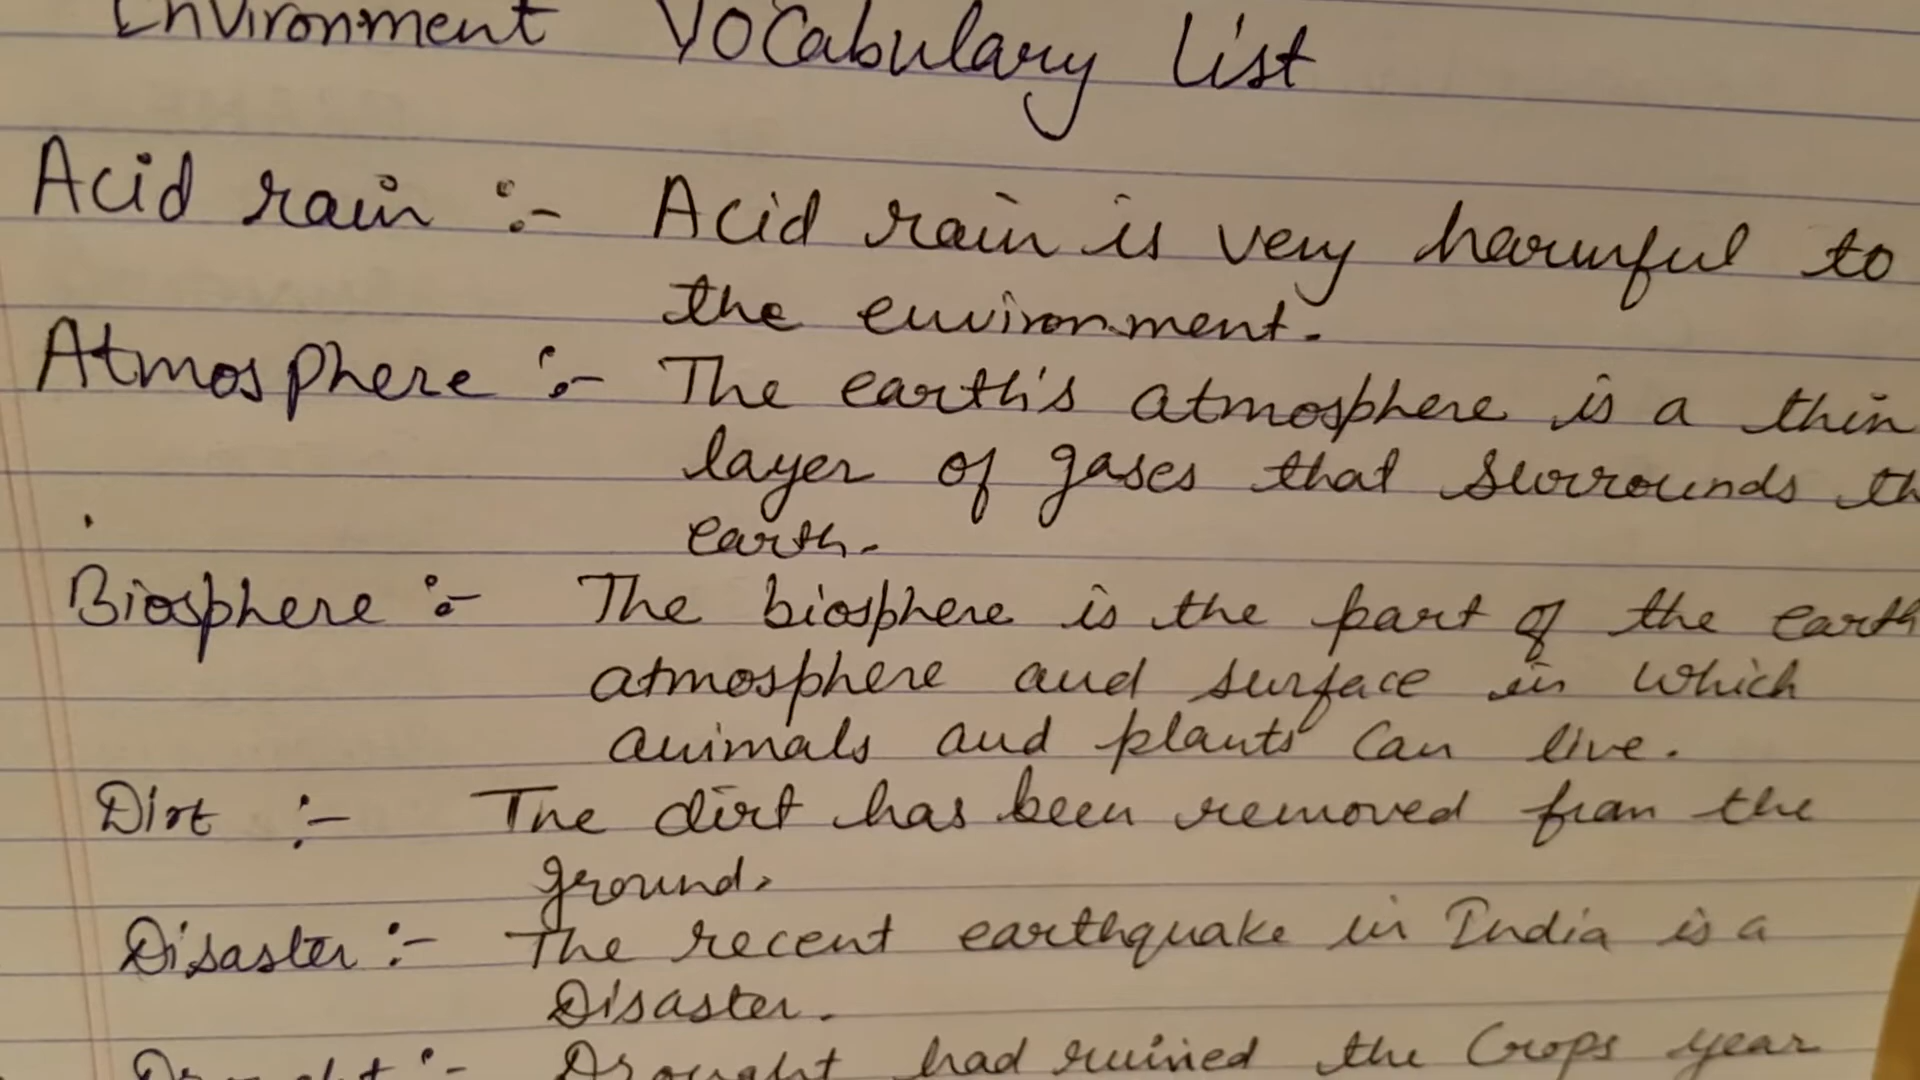 Environment Vocabulary list
Acid rain :- Acid rain is very harmful to
the environment.
Atmosphere :- The earth's atmosphere is a thin
layer of gases that surrounds th
earth.
Biosphere :- The biosphere is the part of the earth
atmosphere and surface in which
animals and plants can live.
Dirt :- The dirt has been removed from the
ground.
Disaster :- The recent earthquake in India is a
Disaster.
Drought :- Drought had ruined the Crops year